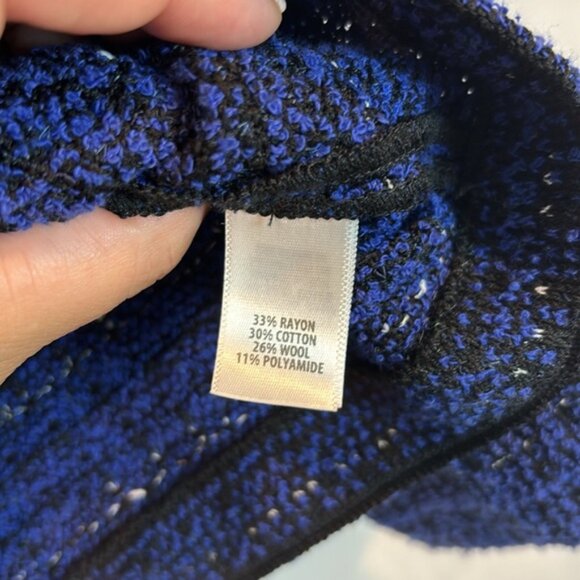 33% RAYON
30% COTTON
26% WOOL
11% POLYAMIDE